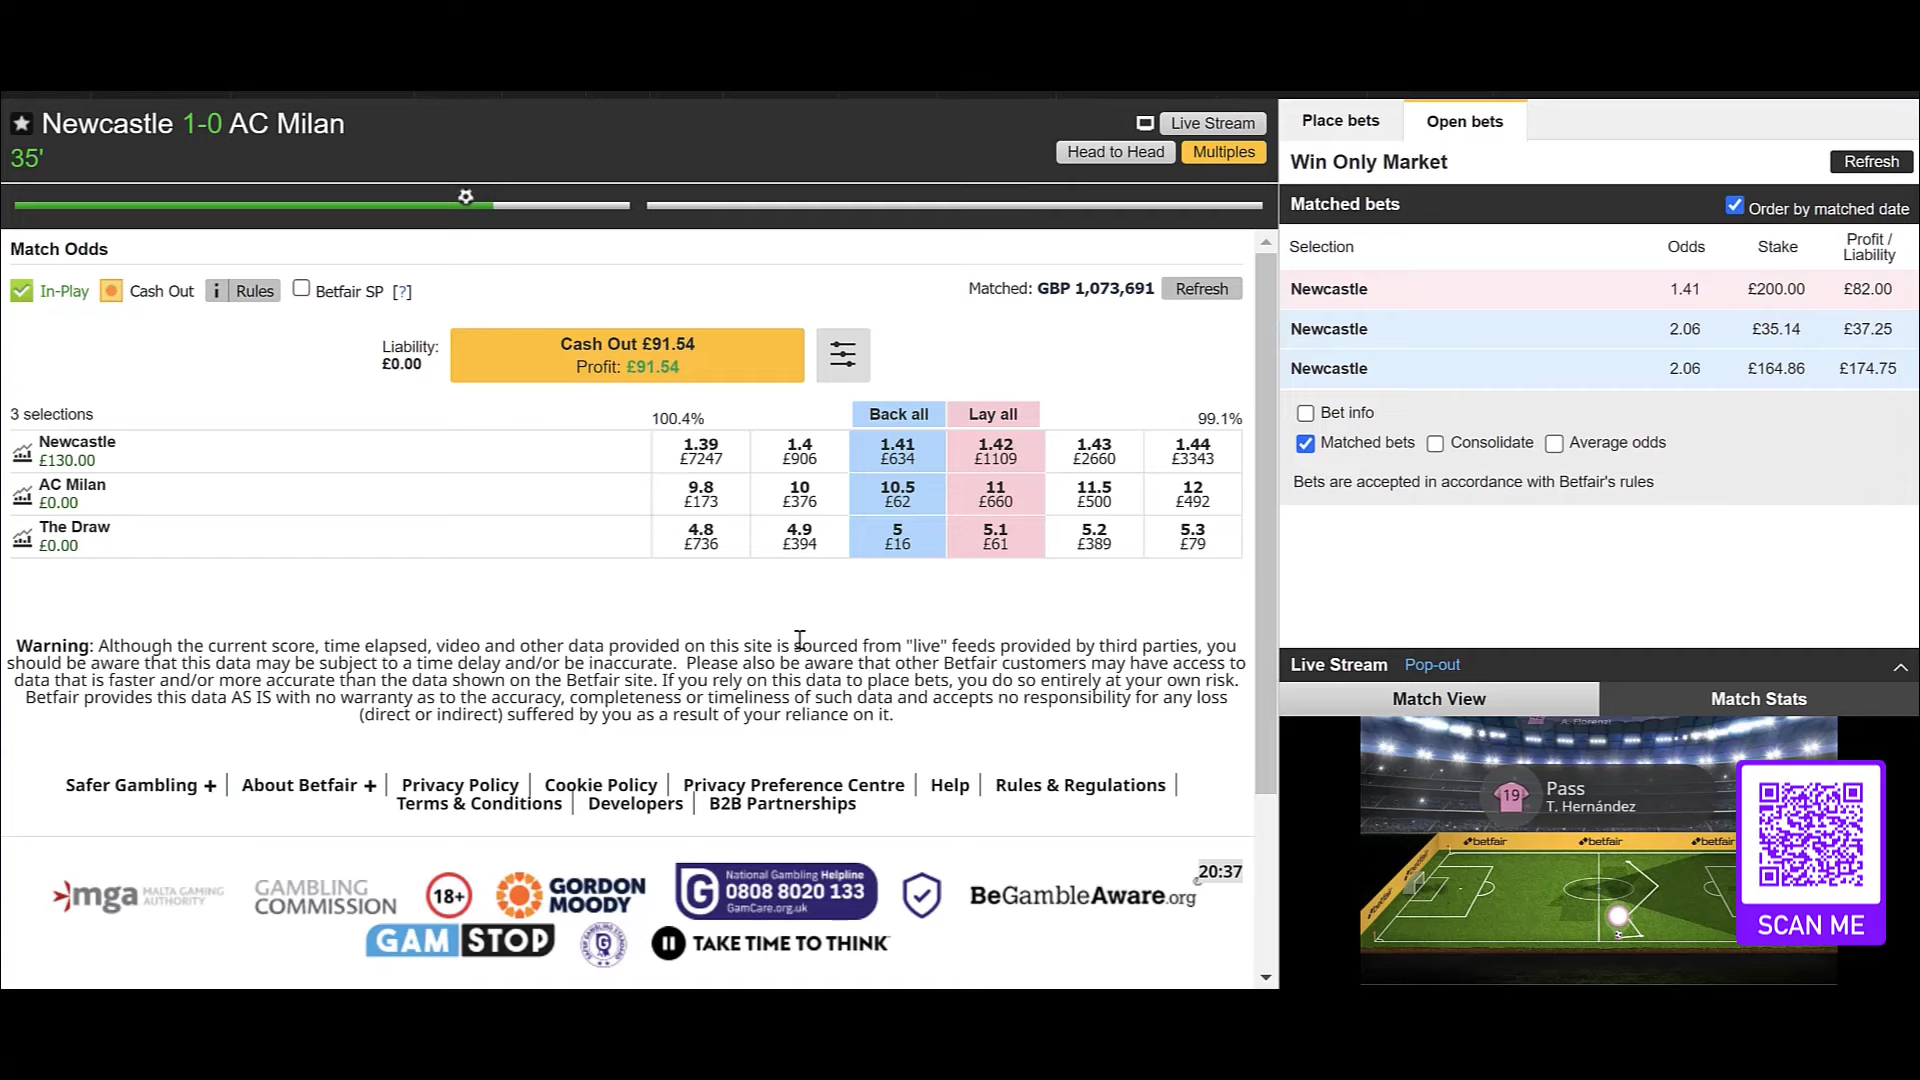 Newcastle 1-0 AC Milan
35'
Live Stream
Head to Head
Multiples
Match Odds
In-Play
Cash Out
i Rules
Betfair SP [?]
Matched: GBP 1,073,691
Refresh
Liability:
£0.00
Cash Out £91.54
Profit: £91.54
3 selections
100.4%
Back all
Lay all
99.1%
Newcastle
£130.00
1.39 1.4 1.41 1.42 1.43 1.44
£7247 £906 £634 £1109 £2660 £3343
AC Milan
£0.00
9.8 10 10.5 11 11.5 12
£173 £376 £62 £660 £500 £492
The Draw
£0.00
4.8 4.9 5 5.1 5.2 5.3
£736 £394 £16 £61 £389 £79
Warning: Although the current score, time elapsed, video and other data provided on this site is sourced from "live" feeds provided by third parties, you
should be aware that this data may be subject to a time delay and/or be inaccurate. Please also be aware that other Betfair customers may have access to
data that is faster and/or more accurate than the data shown on the Betfair site. If you rely on this data to place bets, you do so entirely at your own risk.
Betfair provides this data AS IS with no warranty as to the accuracy, completeness or timeliness of such data and accepts no responsibility for any loss
(direct or indirect) suffered by you as a result of your reliance on it.
Safer Gambling + | About Betfair + | Privacy Policy | Cookie Policy | Privacy Preference Centre | Help | Rules & Regulations |
Terms & Conditions | Developers | B2B Partnerships
20:37
mga MALTA GAMING
AUTHORITY
GAMBLING
COMMISSION
18+
GORDON
MOODY
National Gambling Helpline
0808 8020 133
GamCare.org.uk
BeGambleAware.org
GAMSTOP
TAKE TIME TO THINK
Place bets
Open bets
Win Only Market
Refresh
Matched bets
Order by matched date
Selection Odds Stake Profit /
Liability
Newcastle 1.41 £200.00 £82.00
Newcastle 2.06 £35.14 £37.25
Newcastle 2.06 £164.86 £174.75
Bet info
Matched bets
Consolidate
Average odds
Bets are accepted in accordance with Betfair's rules
Live Stream Pop-out
Match View
Match Stats
A. Florenzi
19
Pass
T. Hernández
betfair
betfair
betfair
SCAN ME